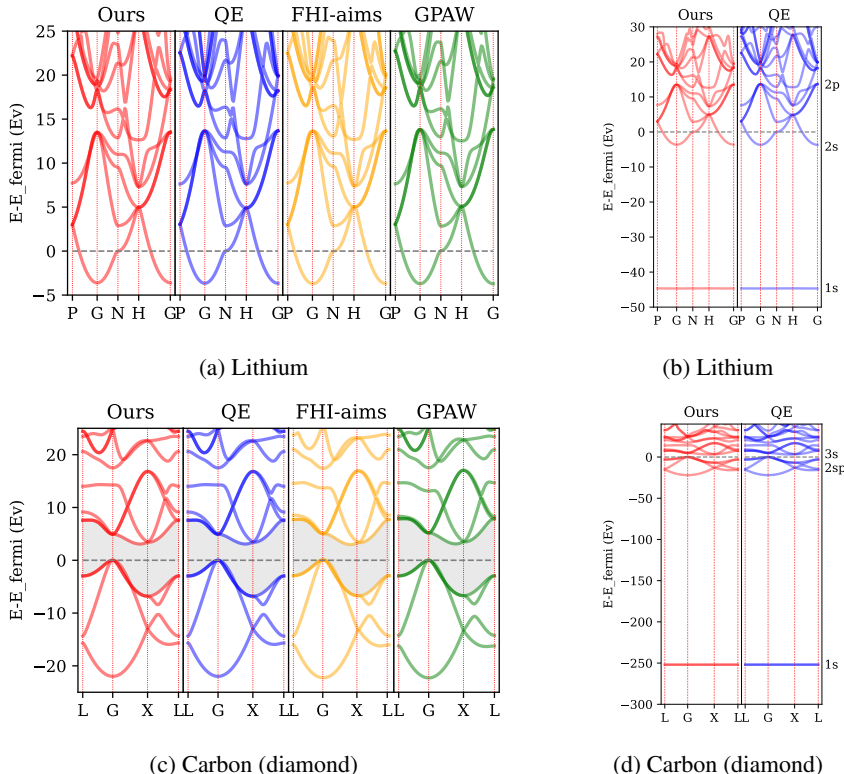 Ours QE FHI-aims GPAW
E-E_fermi (Ev)
25
20
15
10
5
0
−5
P G N H GP G N H GP G N H GP G N H G
(a) Lithium
Ours QE
E-E_fermi (Ev)
30
20
10
0
−10
−20
−30
−40
−50
2p
2s
1s
P G N H GP G N H G
(b) Lithium
Ours QE FHI-aims GPAW
E-E_fermi (Ev)
20
10
0
−10
−20
L G X LL G X LL G X LL G X L
(c) Carbon (diamond)
Ours QE
E-E_fermi (Ev)
0
−50
−100
−150
−200
−250
−300
3s
2sp
1s
L G X LL G X L
(d) Carbon (diamond)